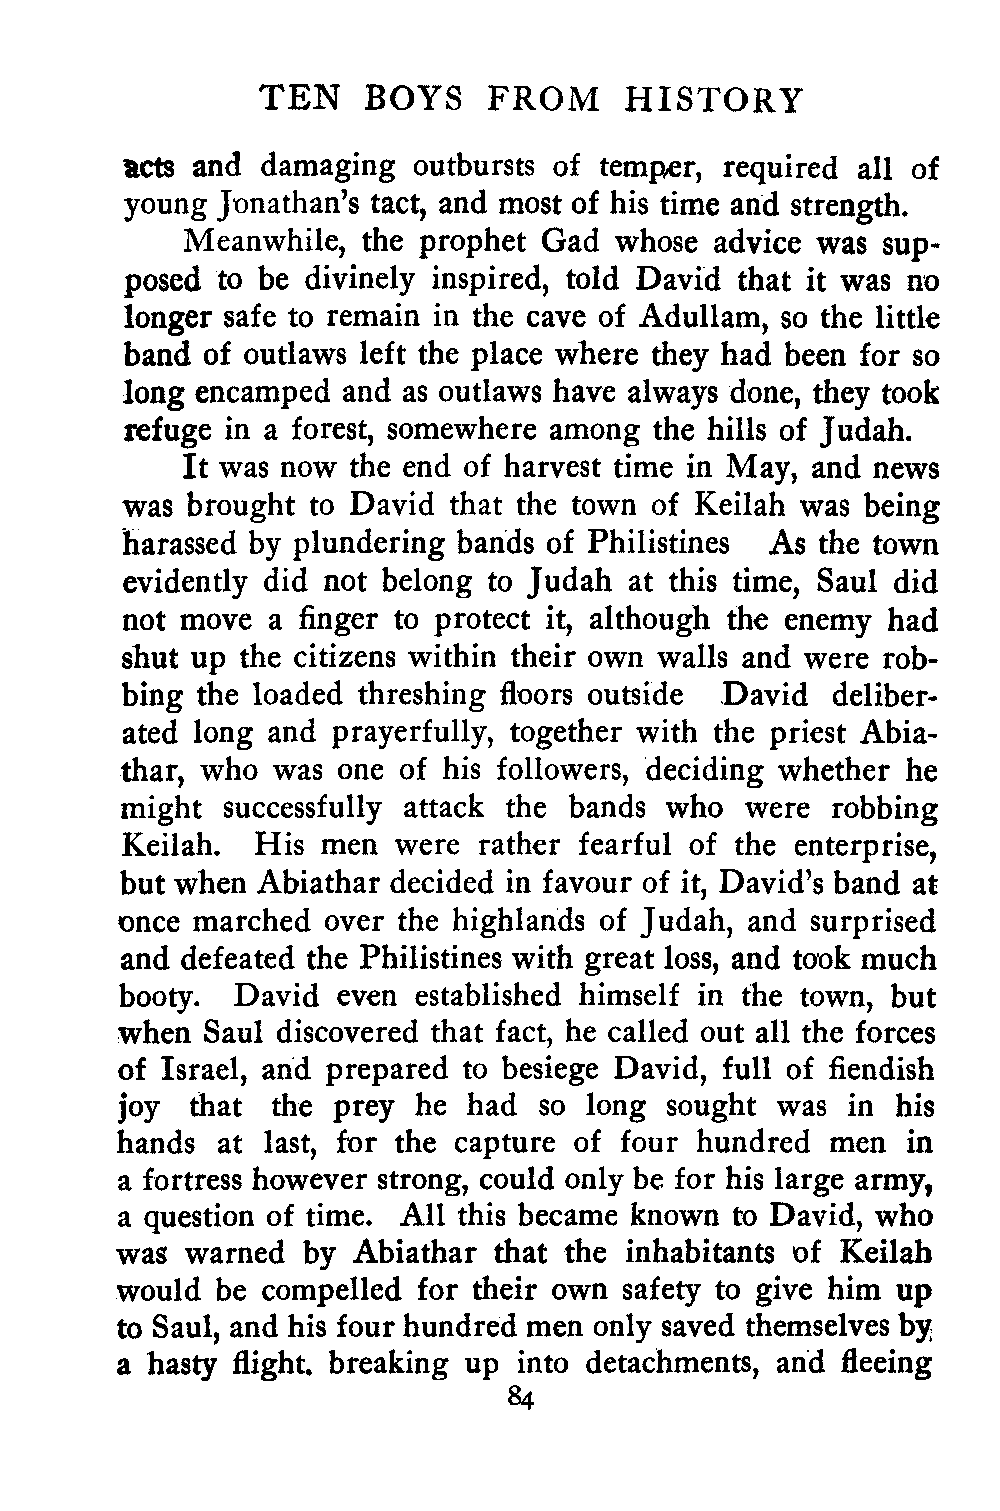 TEN BOYS FROM HISTORY
acts and damaging outbursts of temper, required all of
young Jonathan's tact, and most of his time and strength.
Meanwhile, the prophet Gad whose advice was sup-
posed to be divinely inspired, told David that it was no
longer safe to remain in the cave of Adullam, so the little
band of outlaws left the place where they had been for so
long encamped and as outlaws have always done, they took
refuge in a forest, somewhere among the hills of Judah.
It was now the end of harvest time in May, and news
was brought to David that the town of Keilah was being
harassed by plundering bands of Philistines As the town
evidently did not belong to Judah at this time, Saul did
not move a finger to protect it, although the enemy had
shut up the citizens within their own walls and were rob-
bing the loaded threshing floors outside David deliber-
ated long and prayerfully, together with the priest Abia-
thar, who was one of his followers, deciding whether he
might successfully attack the bands who were robbing
Keilah. His men were rather fearful of the enterprise,
but when Abiathar decided in favour of it, David's band at
once marched over the highlands of Judah, and surprised
and defeated the Philistines with great loss, and took much
booty. David even established himself in the town, but
when Saul discovered that fact, he called out all the forces
of Israel, and prepared to besiege David, full of fiendish
joy that the prey he had so long sought was in his
hands at last, for the capture of four hundred men in
a fortress however strong, could only be for his large army,
a question of time. All this became known to David, who
was warned by Abiathar that the inhabitants of Keilah
would be compelled for their own safety to give him up
to Saul, and his four hundred men only saved themselves by
a hasty flight. breaking up into detachments, and fleeing
84